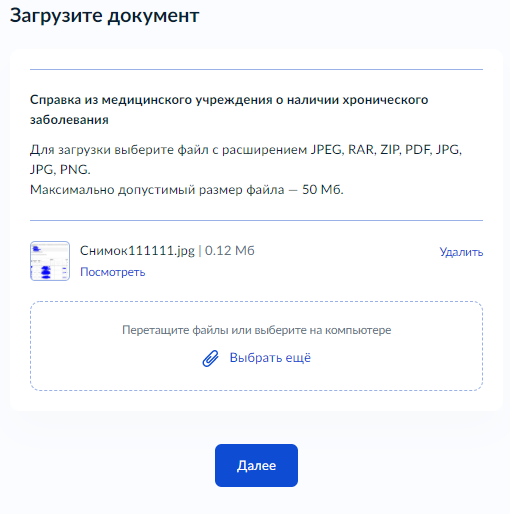 Загрузите документ
Справка из медицинского учреждения о наличии хронического
заболевания
Для загрузки выберите файл с расширением JPEG, RAR, ZIP, PDF, JPG,
JPG, PNG.
Максимально допустимый размер файла — 50 Мб.
Снимок111111.jpg | 0.12 Мб
Удалить
Посмотреть
Перетащите файлы или выберите на компьютере
Выбрать ещё
Далее